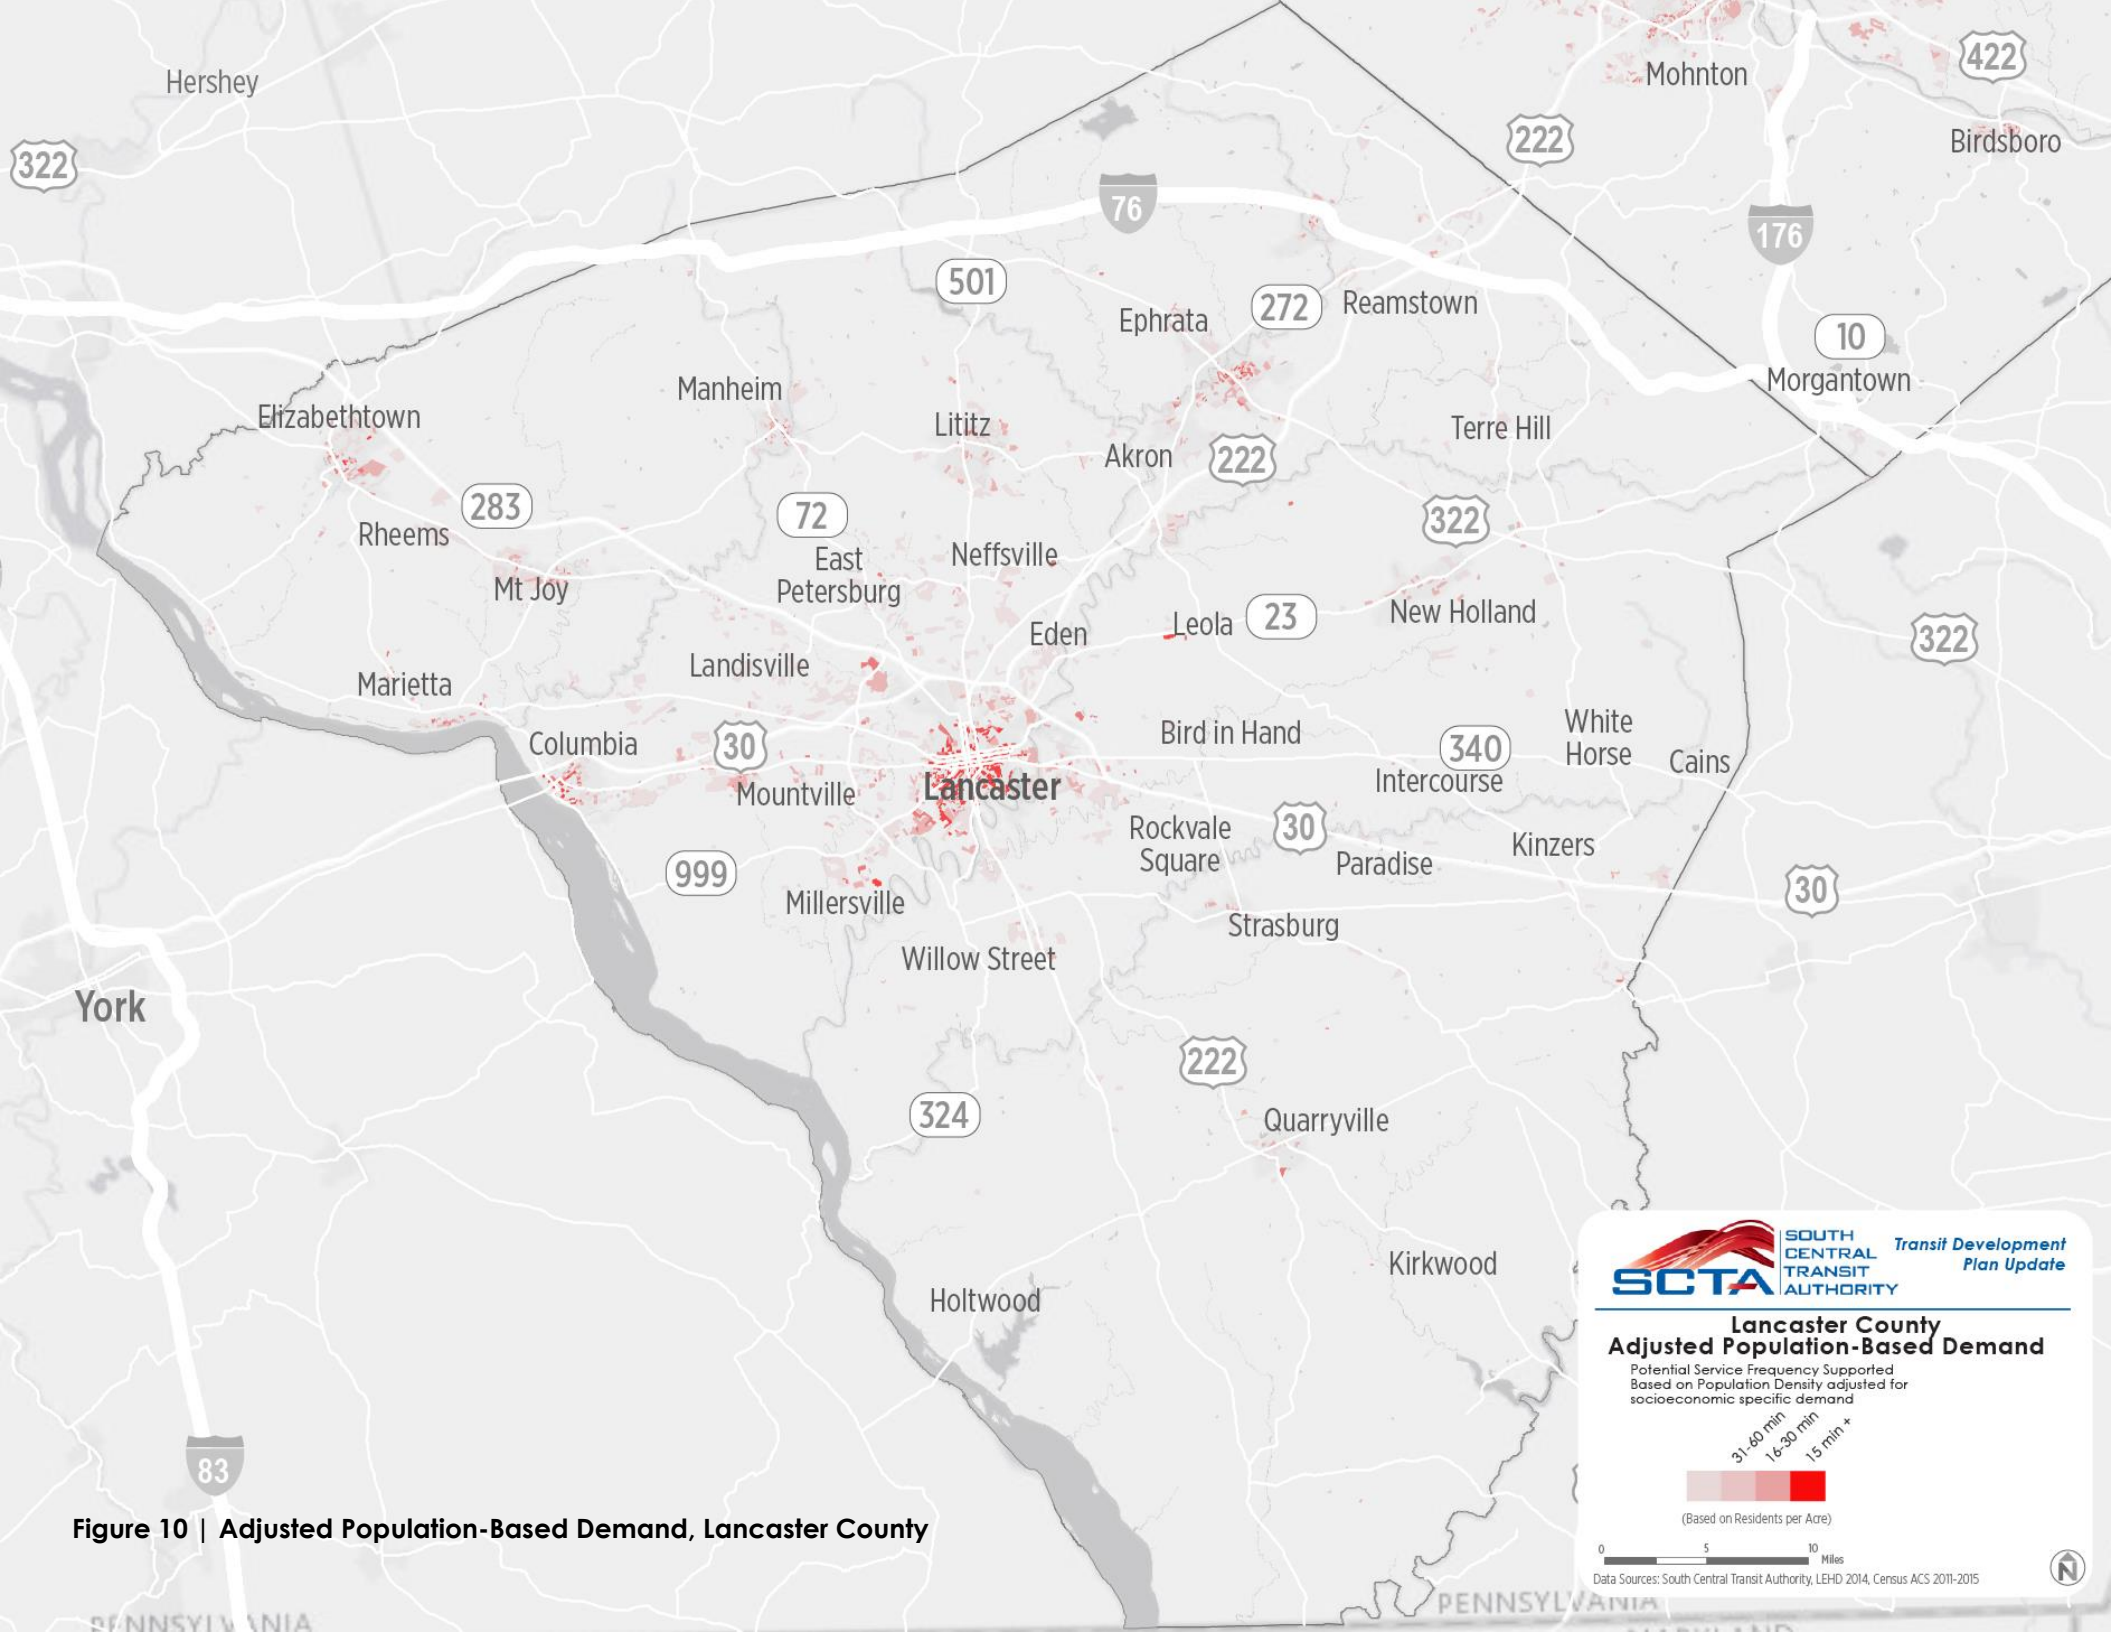 Hershey
Mohnton
422
222
Birdsboro
322
76
176
501
Ephrata
272
Reamstown
10
Manheim
Morgantown
Elizabethtown
Lititz
Terre Hill
Akron
222
283
72
322
Rheems
East
Petersburg
Neffsville
Mt Joy
Leola
23
New Holland
Eden
322
Landisville
Marietta
Columbia
30
Bird in Hand
340
White
Horse
Cains
Intercourse
Mountville
Lancaster
Rockvale
Square
30
Paradise
Kinzers
999
30
Millersville
Strasburg
Willow Street
York
222
324
Quarryville
Kirkwood
Holtwood
83
Figure 10 | Adjusted Population-Based Demand, Lancaster County
SCTA
SOUTH
CENTRAL
TRANSIT
AUTHORITY
Transit Development
Plan Update
Lancaster County
Adjusted Population-Based Demand
Potential Service Frequency Supported
Based on Population Density adjusted for
socioeconomic specific demand
31-60 min
16-30 min
15 min +
(Based on Residents per Acre)
0 5 10
Miles
N
Data Sources: South Central Transit Authority, LEHD 2014, Census ACS 2011-2015
PENNSYLVANIA
PENNSYLVANIA